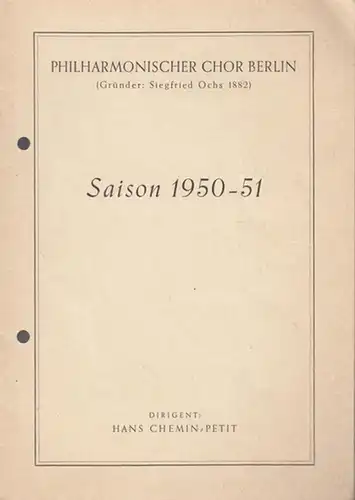 PHILHARMONISCHER CHOR BERLIN
(Gründer: Siegfried Ochs 1882)
Saison 1950-51
DIRIGENT:
HANS CHEMIN-PETIT